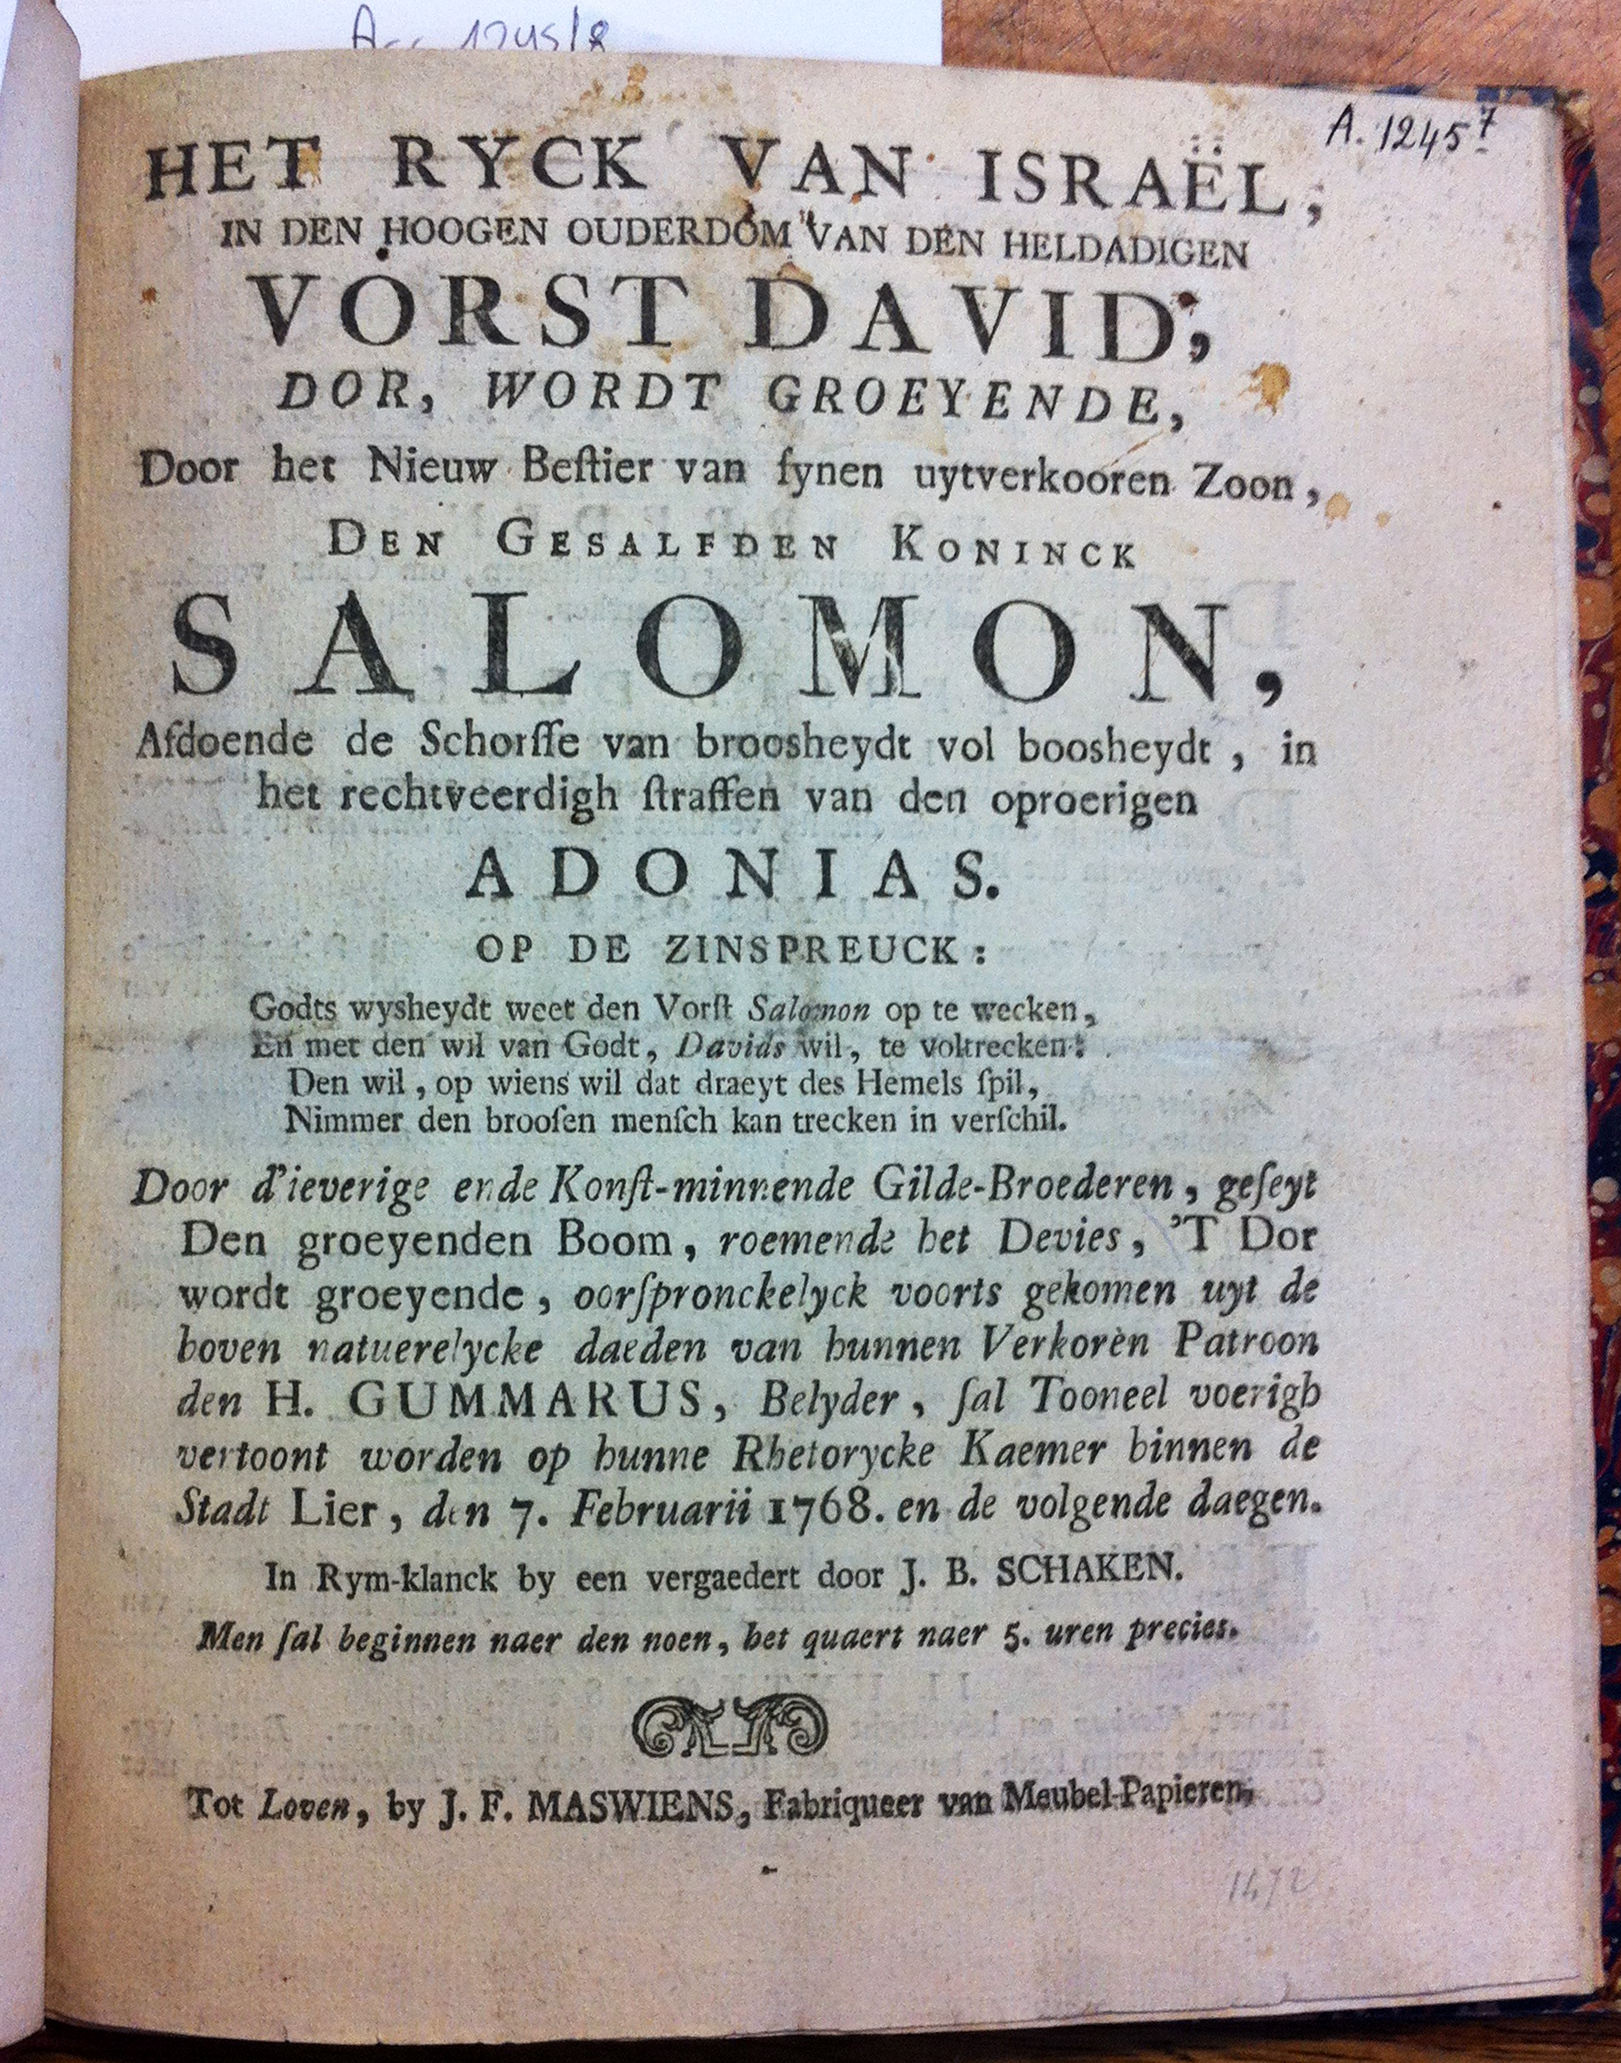 A. 1245 7
HET RYCK VAN ISRAËL,
IN DEN HOOGEN OUDERDOM VAN DEN HELDADIGEN
VORST DAVID;
DOR, WORDT GROEYENDE,
Door het Nieuw Beſtier van ſynen uytverkooren Zoon,
DEN GESALFDEN KONINCK
SALOMON,
Afdoende de Schorſſe van broosheydt vol boosheydt, in
het rechtveerdigh ſtraffen van den oproerigen
ADONIAS.
OP DE ZINSPREUCK:
Godts wysheydt weet den Vorſt Salomon op te wecken,
En met den wil van Godt, Davids wil, te voltrecken:
Den wil, op wiens wil dat draeyt des Hemels ſpil,
Nimmer den brooſen menſch kan trecken in verſchil.
Door d'ieverige ende Konſt-minnende Gilde-Broederen, geſeyt
Den groeyenden Boom, roemende het Devies, 'T Dor
wordt groeyende, oorſpronckelyck voorts gekomen uyt de
boven natuerelycke daeden van hunnen Verkoren Patroon
den H. GUMMARUS, Belyder, ſal Tooneel voerigh
vertoont worden op hunne Rhetorycke Kaemer binnen de
Stadt Lier, den 7. Februarii 1768. en de volgende daegen.
In Rym-klanck by een vergaedert door J. B. SCHAKEN.
Men ſal beginnen naer den noen, het quaert naer 5. uren precies.
Tot Loven, by J. F. MASWIENS, Fabriqueer van Meubel-Papieren,